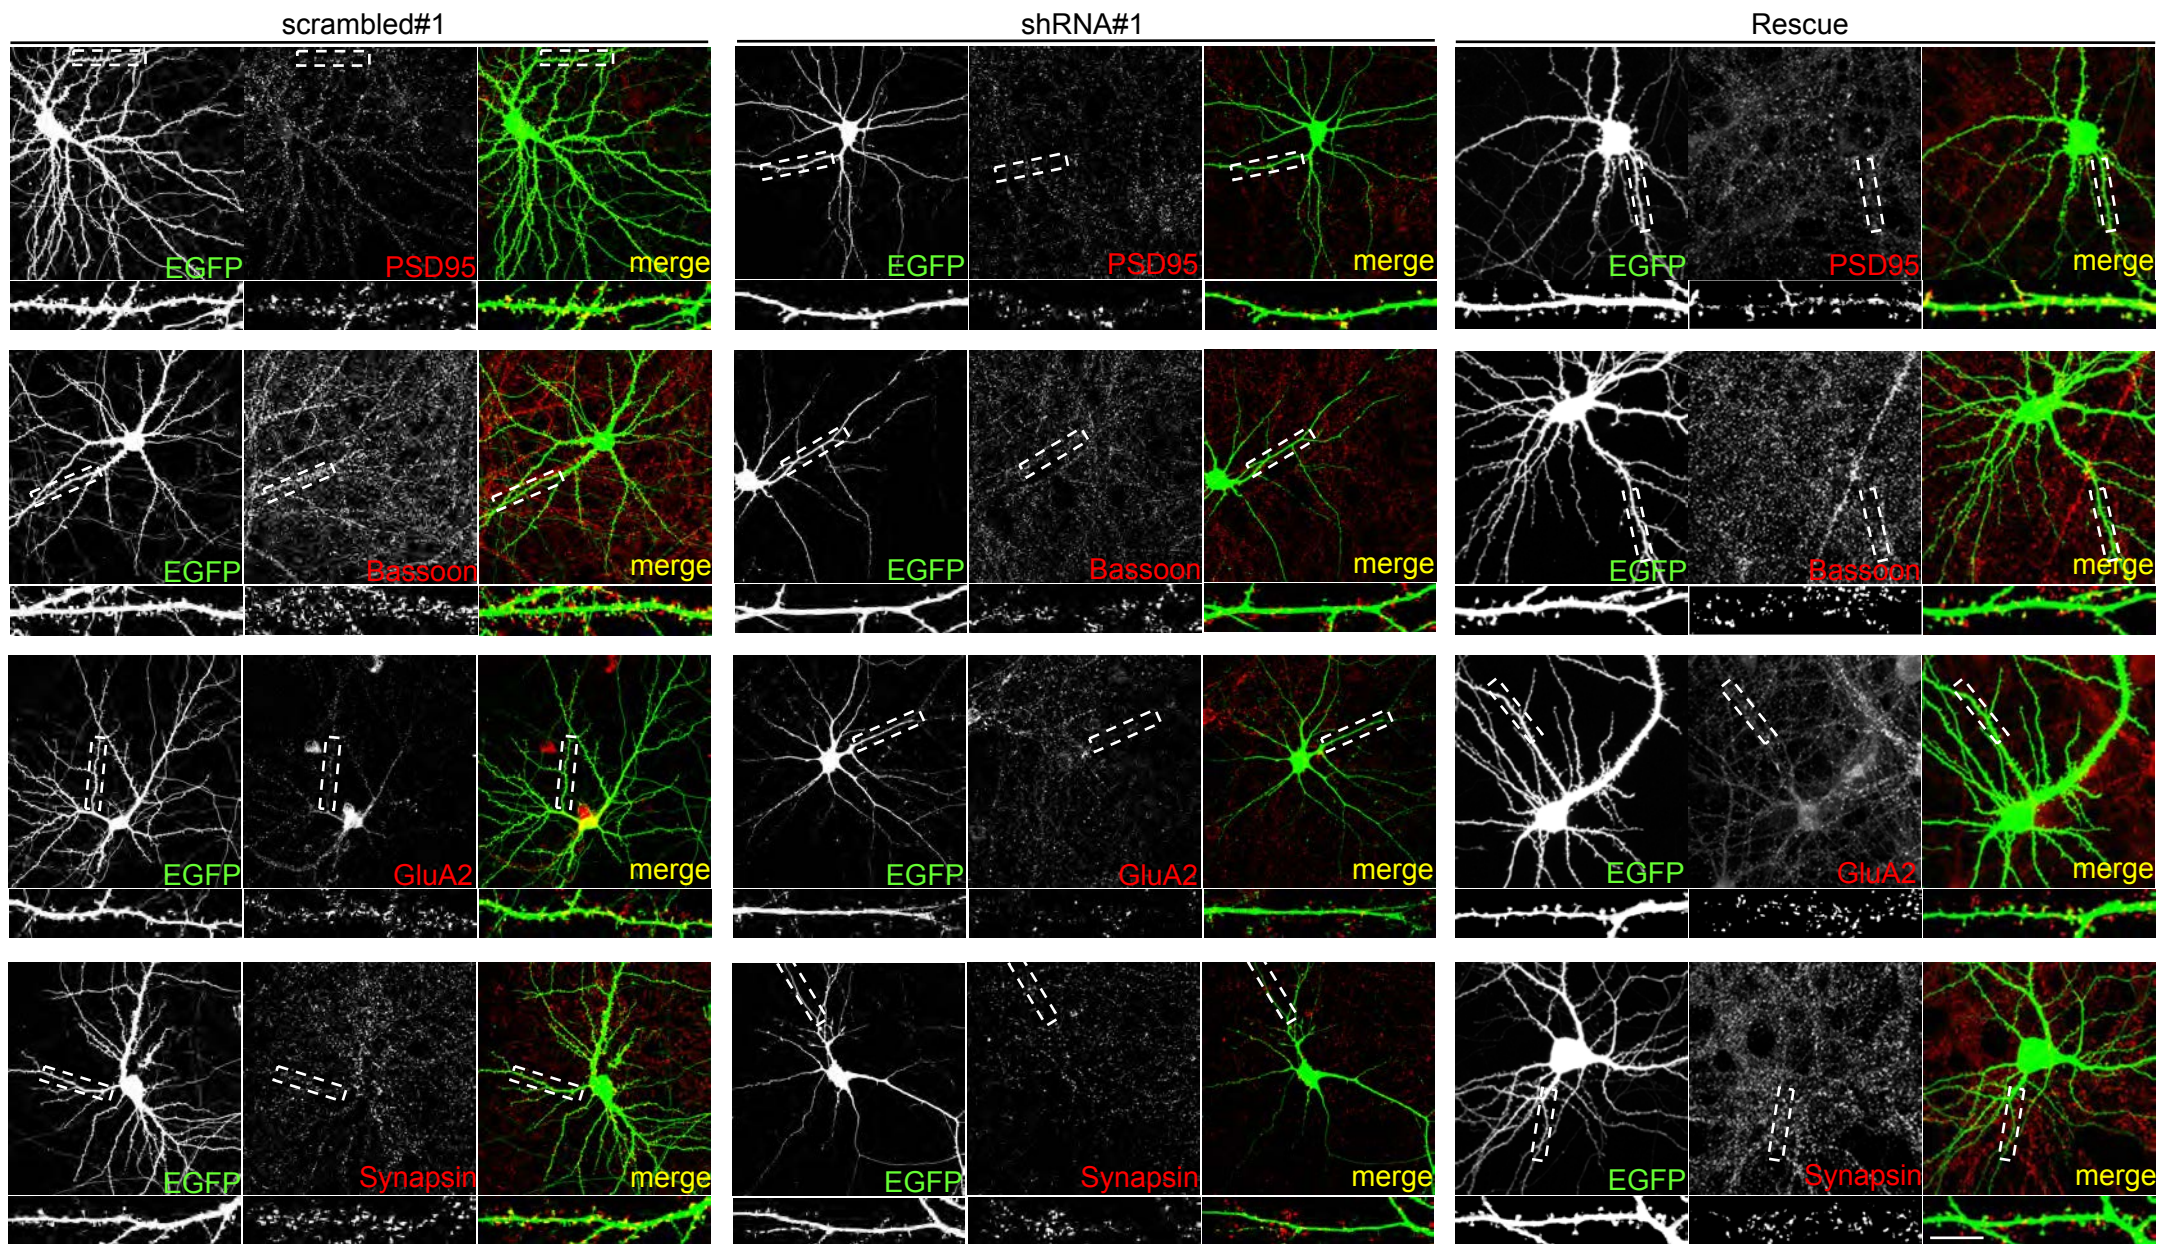 scrambled#1 shRNA#1 Rescue
EGFP PSD95 merge EGFP PSD95 merge EGFP PSD95 merge
EGFP Bassoon merge EGFP Bassoon merge EGFP Bassoon merge
EGFP GluA2 merge EGFP GluA2 merge EGFP GluA2 merge
EGFP Synapsin merge EGFP Synapsin merge EGFP Synapsin merge